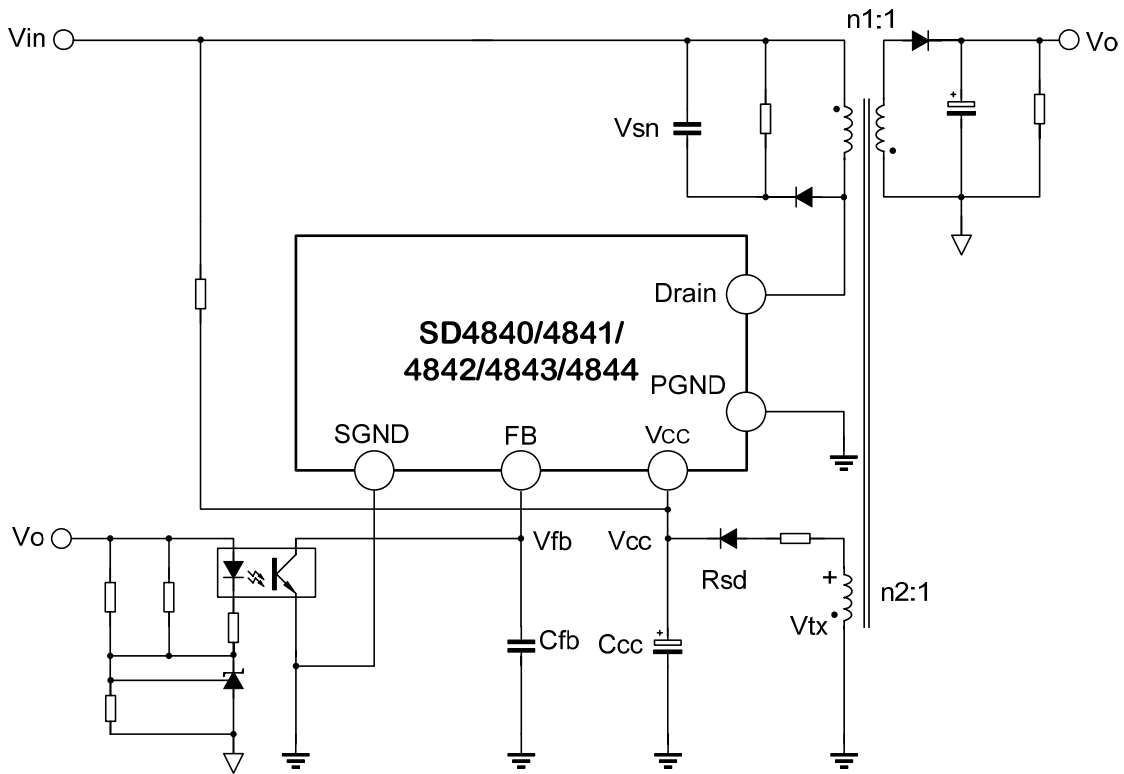 n1:1
Vin
Vo
+
Vsn
Drain
SD4840/4841/
4842/4843/4844
PGND
SGND
FB
VCC
Vo
Vfb
Vcc
Rsd
+
n2:1
Vtx
Cfb
Ccc
+